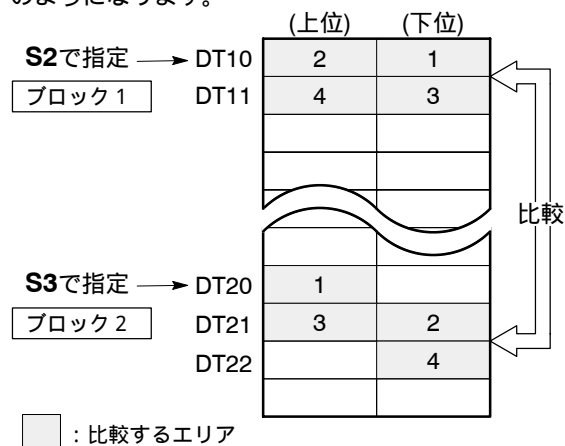 のようになります。
(上位) (下位)
S2で指定 DT10 2 1
ブロック1 DT11 4 3
比較
S3で指定 DT20 1
ブロック2 DT21 3 2
DT22 4
：比較するエリア